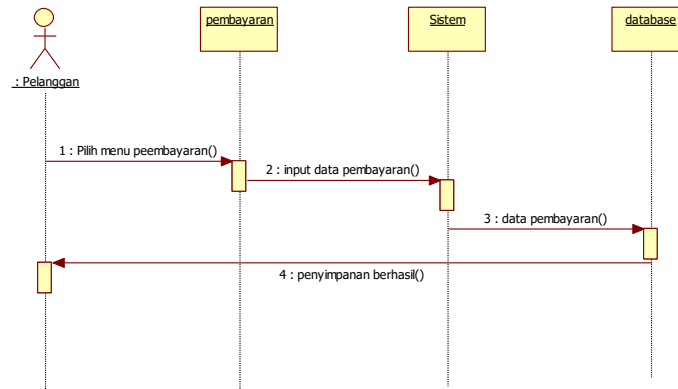 pembayaran
Sistem
database
: Pelanggan
1 : Pilih menu peembayaran()
2 : input data pembayaran()
3 : data pembayaran()
4 : penyimpanan berhasil()